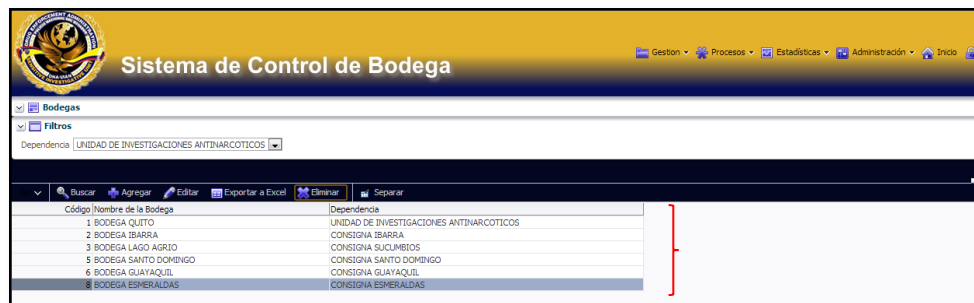 Sistema de Control de Bodega
Gestion Procesos Estadísticas Administración Inicio
Bodegas
Filtros
Dependencia UNIDAD DE INVESTIGACIONES ANTINARCOTICOS
Buscar Agregar Editar Exportar a Excel Eliminar Separar
Código Nombre de la Bodega Dependencia
1 BODEGA QUITO UNIDAD DE INVESTIGACIONES ANTINARCOTICOS
2 BODEGA IBARRA CONSIGNA IBARRA
3 BODEGA LAGO AGRIO CONSIGNA SUCUMBIOS
5 BODEGA SANTO DOMINGO CONSIGNA SANTO DOMINGO
6 BODEGA GUAYAQUIL CONSIGNA GUAYAQUIL
8 BODEGA ESMERALDAS CONSIGNA ESMERALDAS